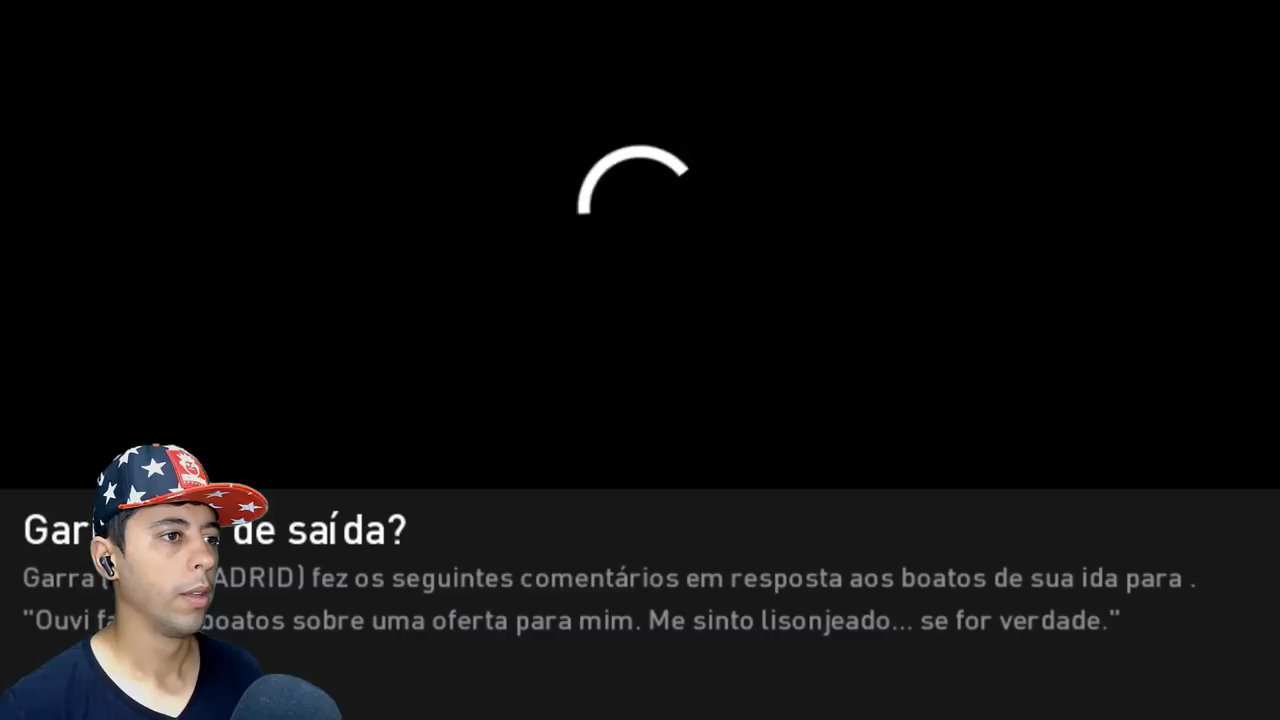 Gar de saída?
Garra ADRID) fez os seguintes comentários em resposta aos boatos de sua ida para .
"Ouvi boatos sobre uma oferta para mim. Me sinto lisonjeado... se for verdade."